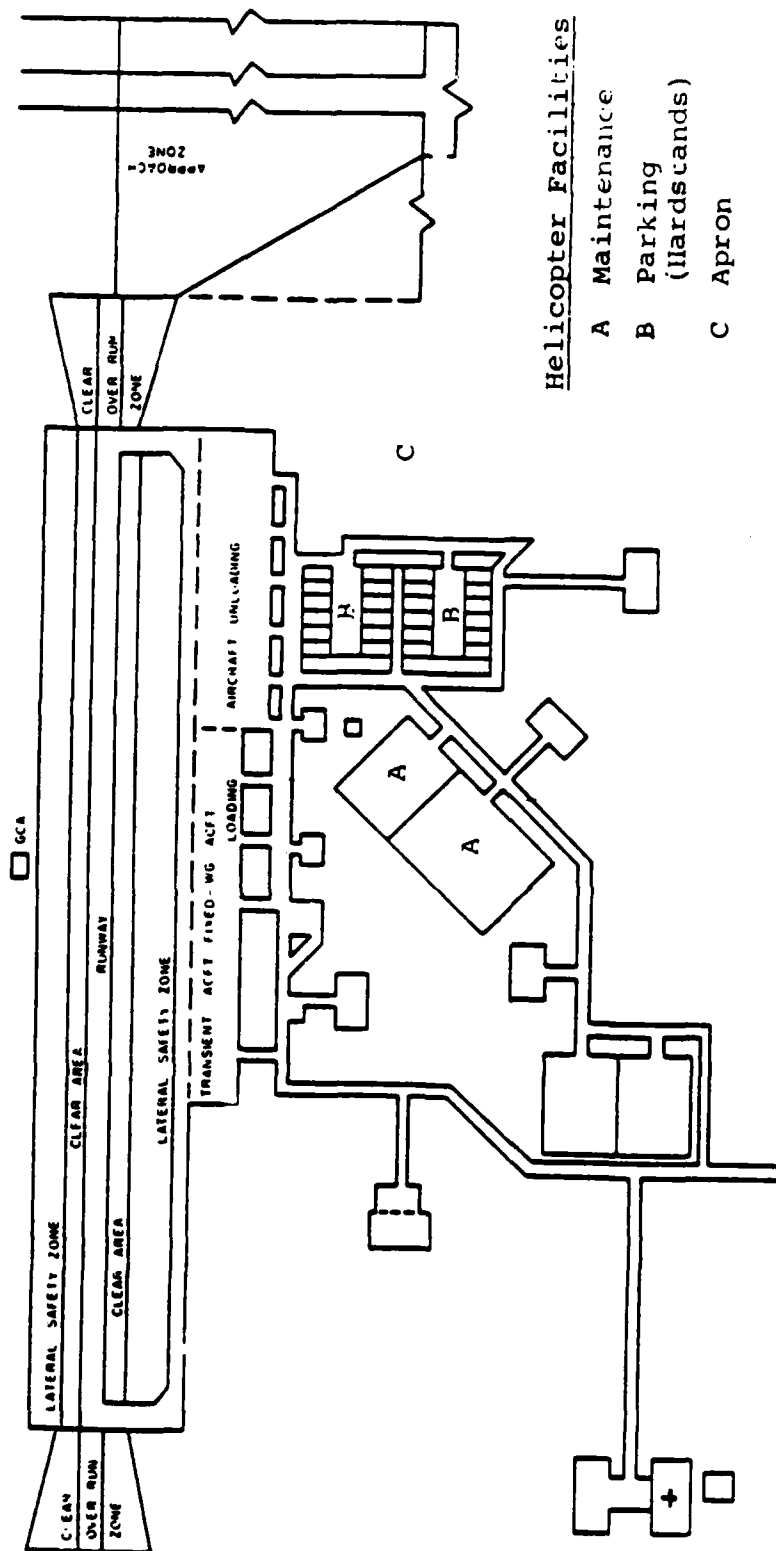 CLEAR
OVER RUN
ZONE
LATERAL SAFETY ZONE
CLEAR AREA
RUNWAY
CLEAR AREA
LATERAL SAFETY ZONE
GCA
CLEAR
OVER RUN
ZONE
APPROACH
ZONE
TRANSIENT ACFT FIXED-WG ACFT
LOADING
AIRCRAFT UNLOADING
A
A
B
B
C
+
Helicopter Facilities
A Maintenance
B Parking
(Hardstands)
C Apron